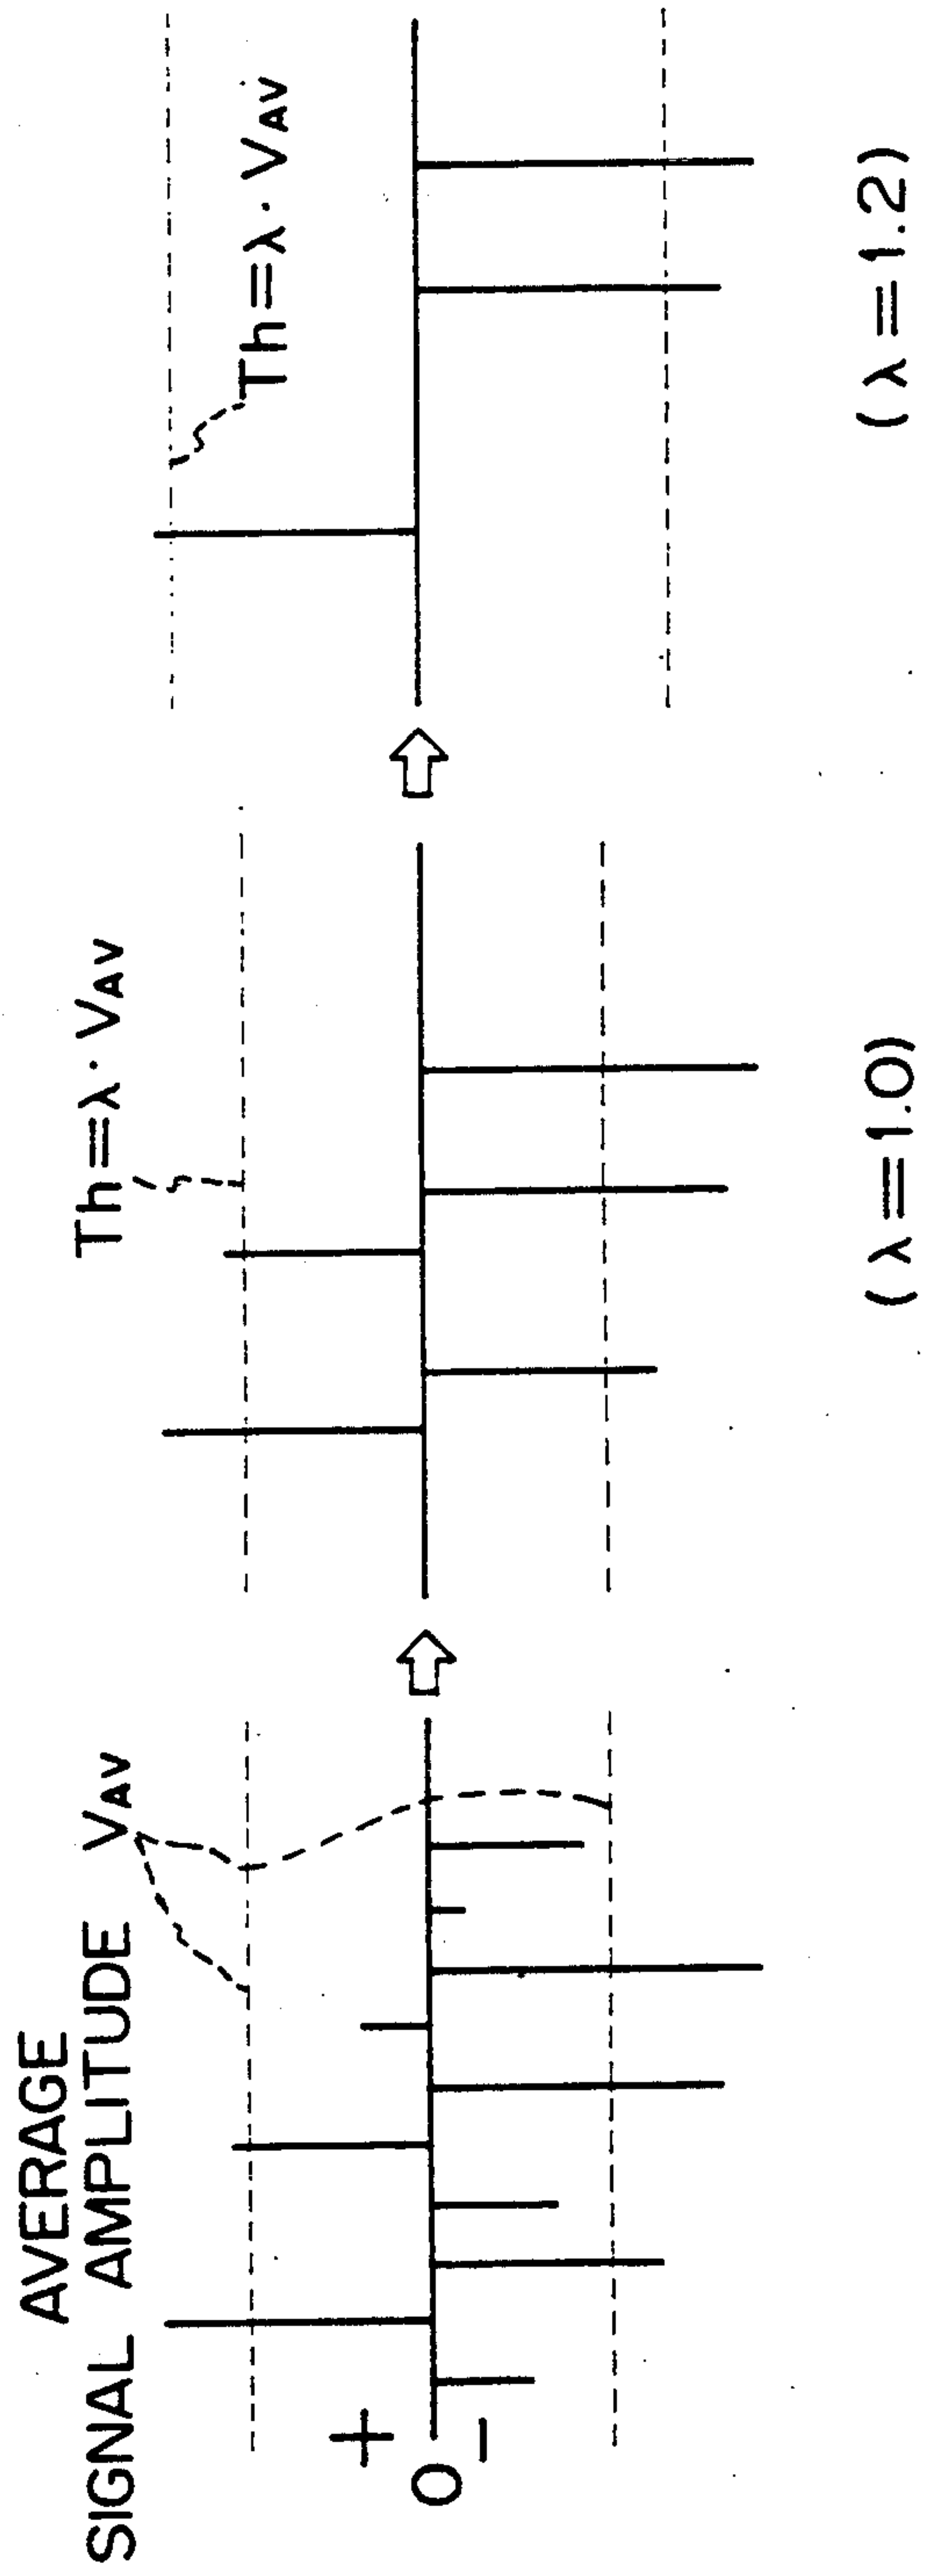 AVERAGE
SIGNAL AMPLITUDE VAV
+
0
−
Th=λ·VAV
(λ=1.0)
Th=λ·VAV
(λ=1.2)